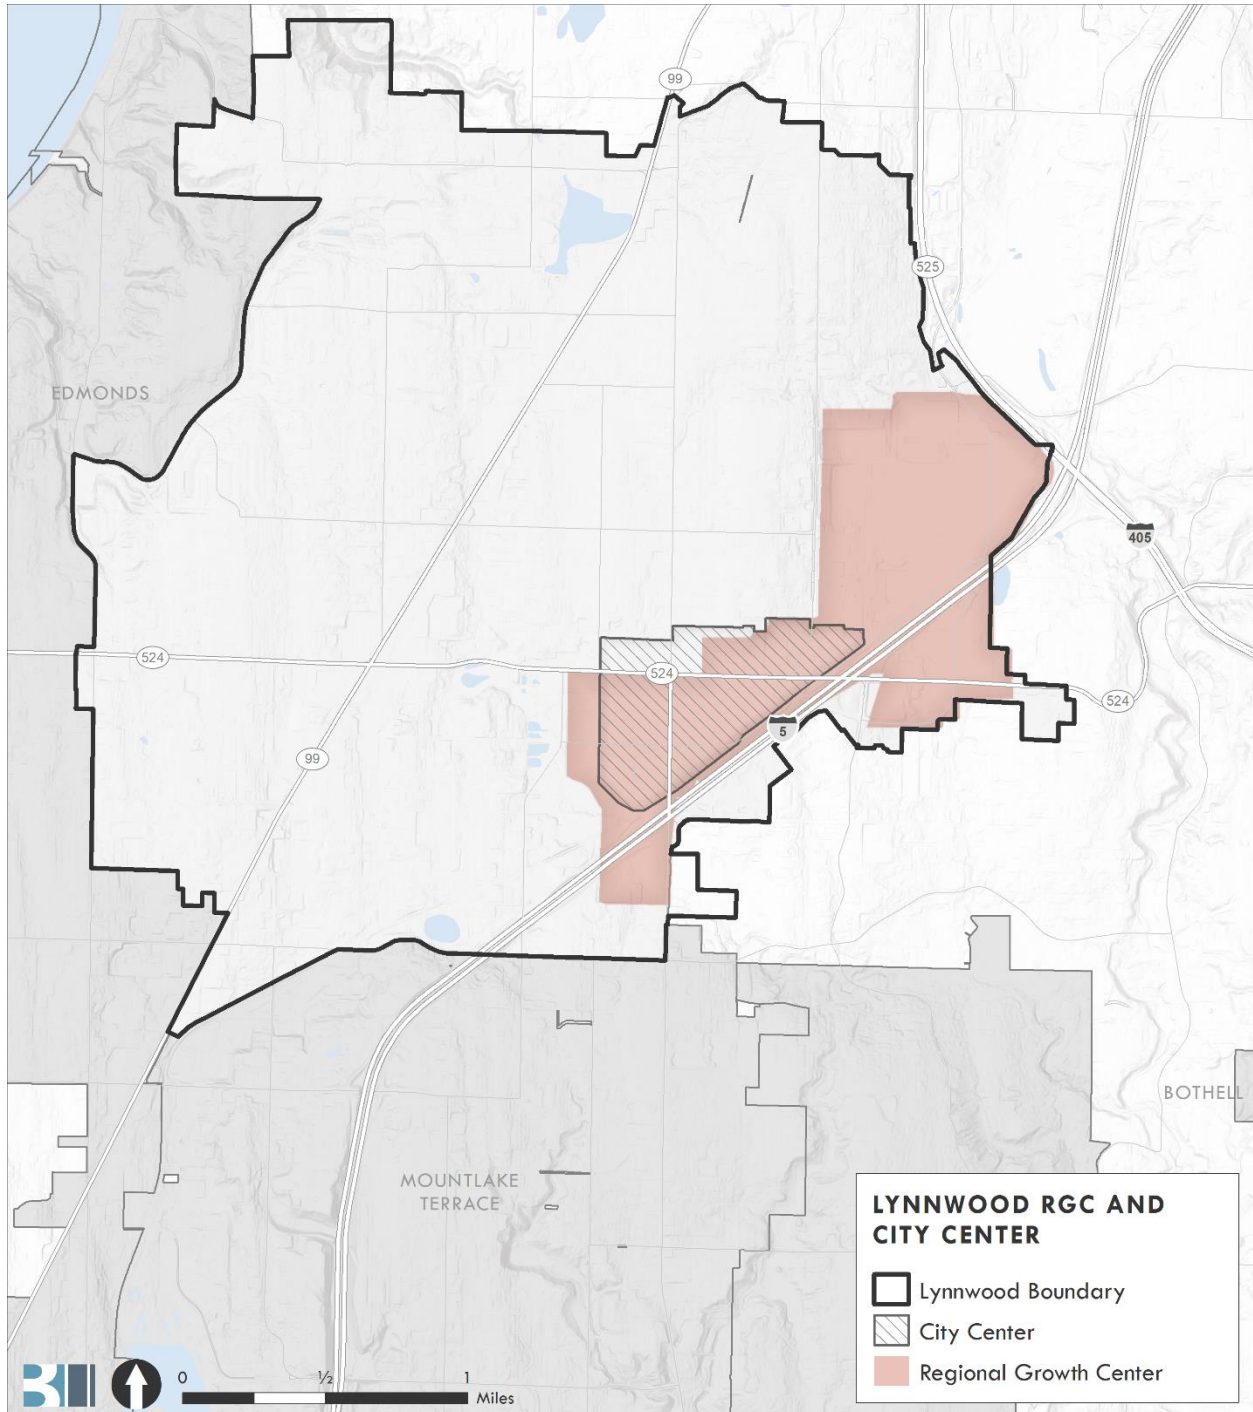 99
525
EDMONDS
405
524
524
524
5
99
BOTHELL
MOUNTLAKE
TERRACE
LYNNWOOD RGC AND
CITY CENTER
Lynnwood Boundary
City Center
Regional Growth Center
0 ½ 1
Miles